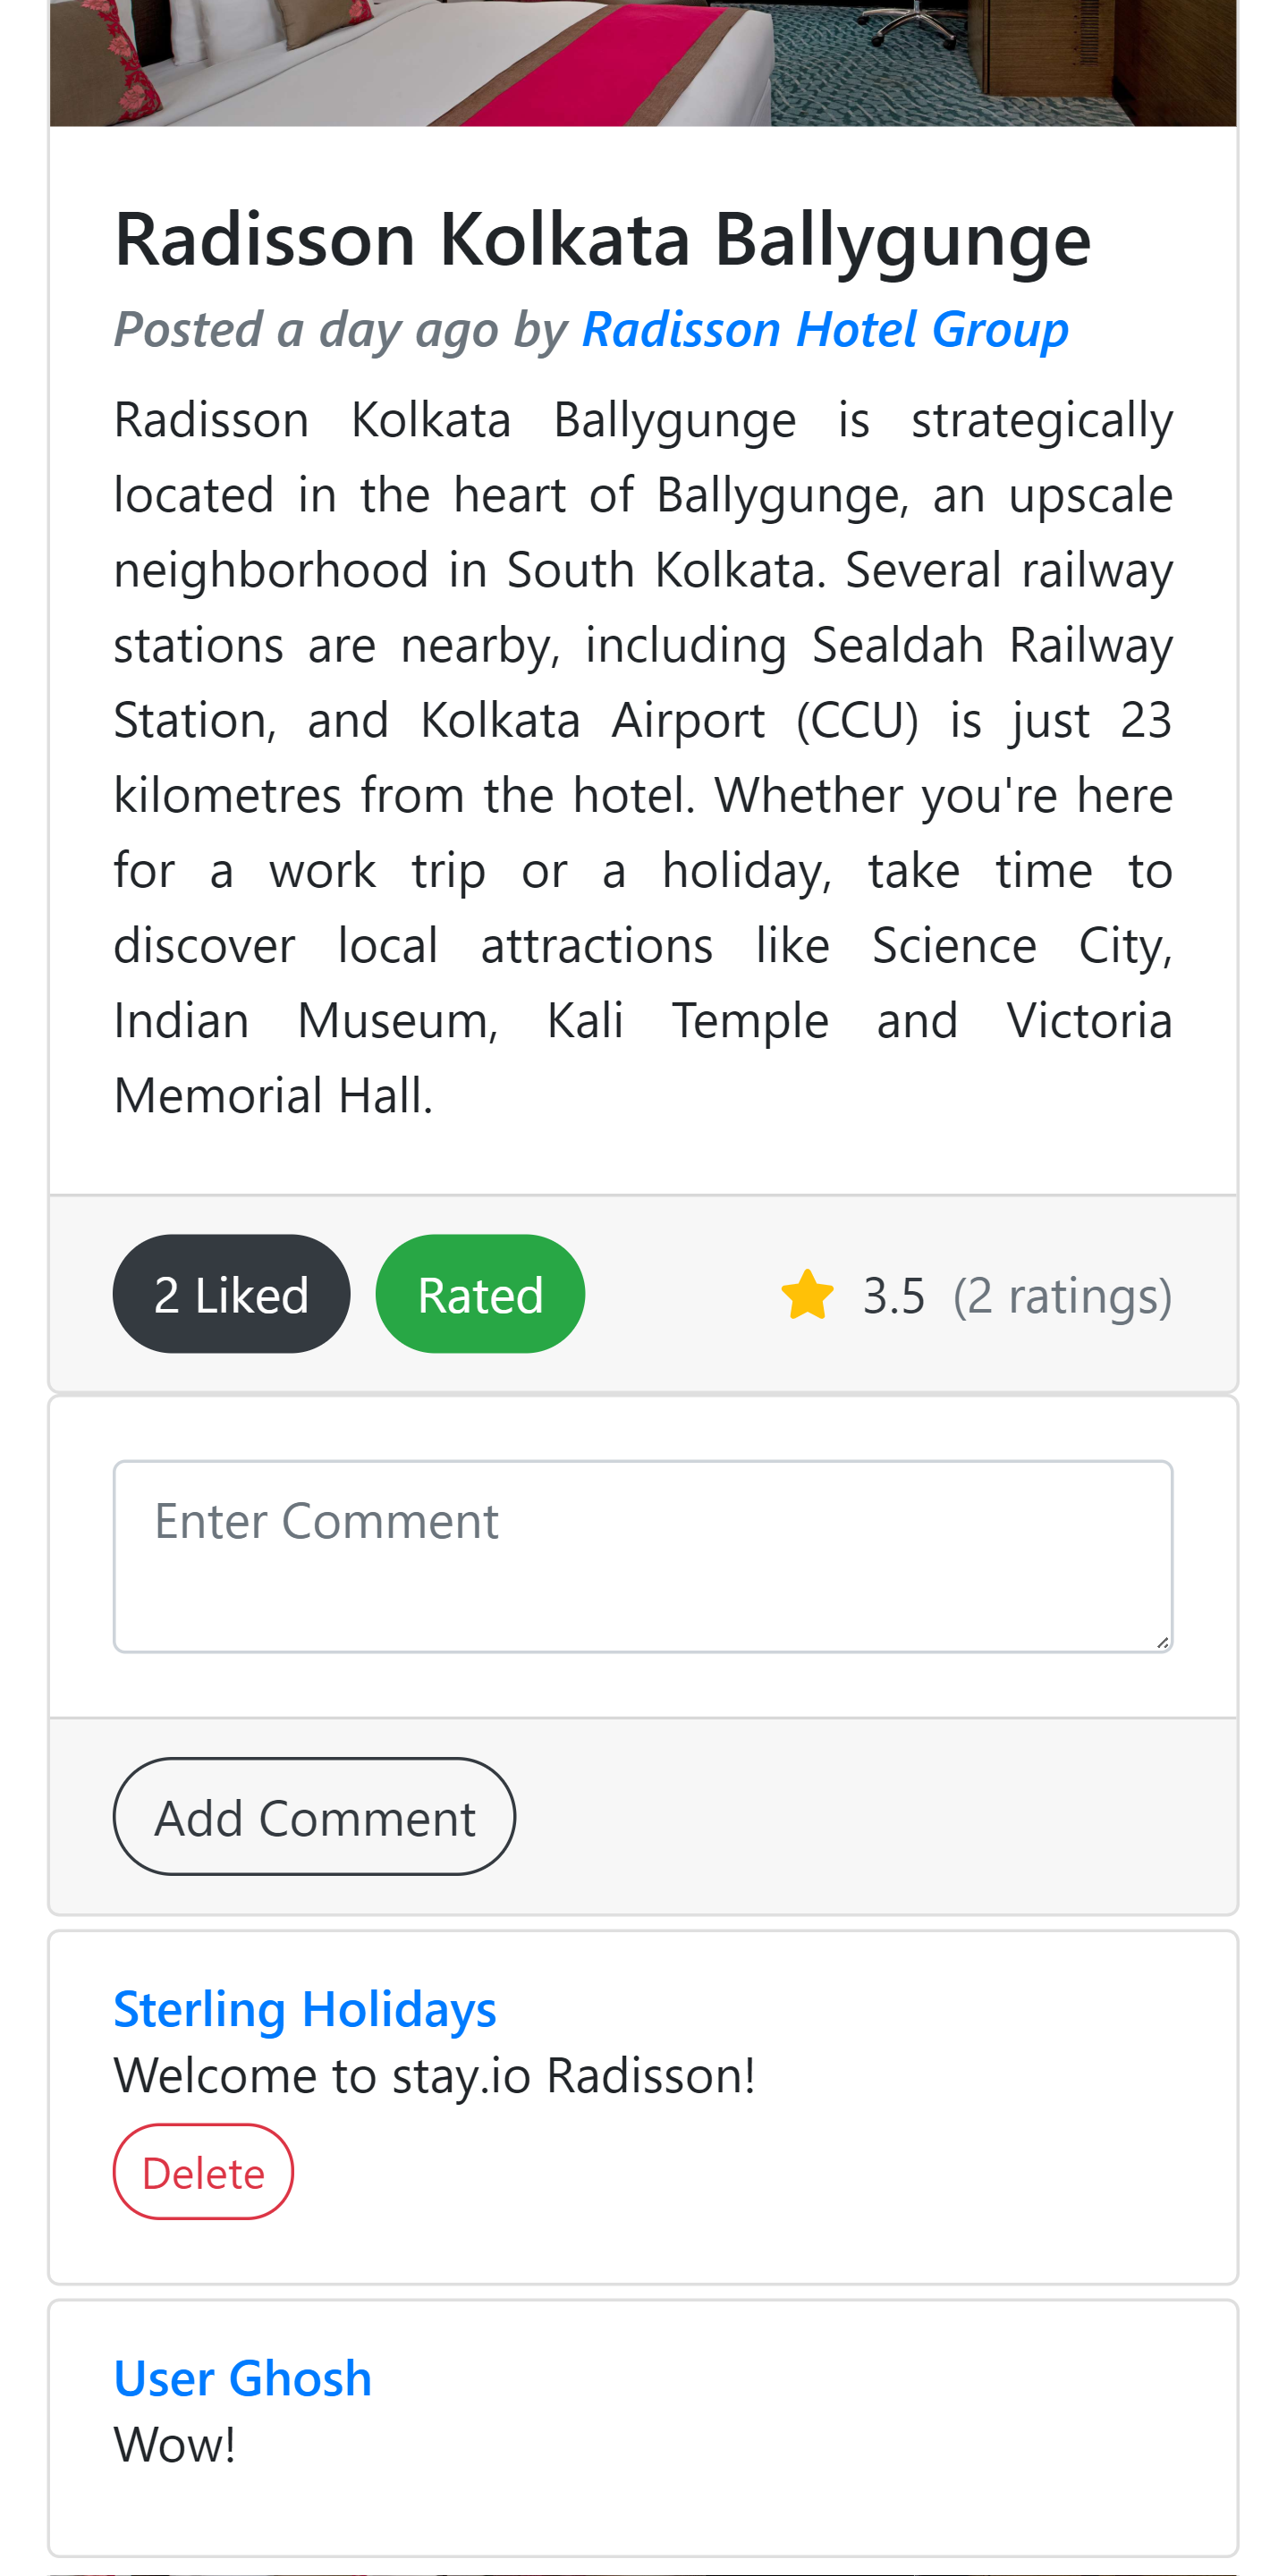 Radisson Kolkata Ballygunge
Posted a day ago by Radisson Hotel Group
Radisson Kolkata Ballygunge is strategically
located in the heart of Ballygunge, an upscale
neighborhood in South Kolkata. Several railway
stations are nearby, including Sealdah Railway
Station, and Kolkata Airport (CCU) is just 23
kilometres from the hotel. Whether you're here
for a work trip or a holiday, take time to
discover local attractions like Science City,
Indian Museum, Kali Temple and Victoria
Memorial Hall.
2 Liked Rated 3.5 (2 ratings)
Enter Comment
Add Comment
Sterling Holidays
Welcome to stay.io Radisson!
Delete
User Ghosh
Wow!